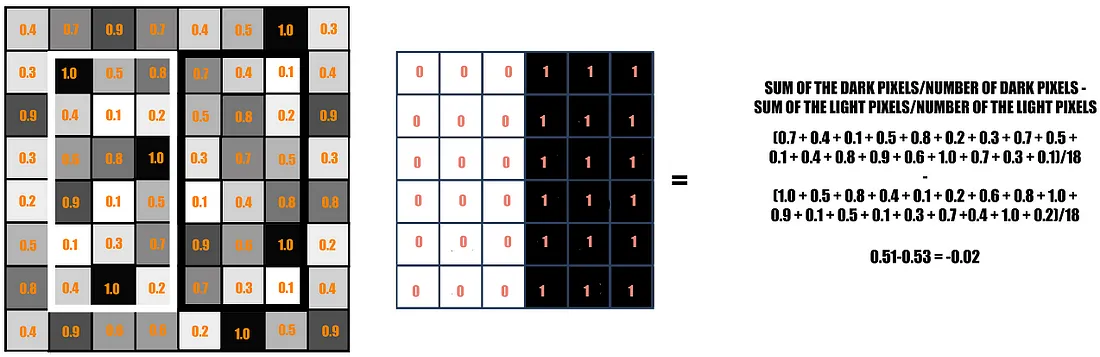 0.4 0.7 0.9 0.7 0.4 0.5 1.0 0.3
0.3 1.0 0.5 0.8 0.7 0.4 0.1 0.4
0.9 0.4 0.1 0.2 0.5 0.8 0.2 0.9
0.3 0.8 1.0 0.3 0.7 0.5 0.3
0.2 0.9 0.1 0.5 0.1 0.4 0.8 0.8
0.5 0.1 0.3 0.7 0.9 1.0 0.2
0.8 0.4 1.0 0.2 0.7 0.3 0.1 0.4
0.4 0.9 0.2 1.0 0.5 0.9
0 0 0 1 1 1
0 0 0 1 1 1
0 0 0 1 1 1
0 0 0 1 1 1
0 0 0 1 1 1
0 0 0 1 1 1
=
SUM OF THE DARK PIXELS/NUMBER OF DARK PIXELS -
SUM OF THE LIGHT PIXELS/NUMBER OF THE LIGHT PIXELS
(0.7 + 0.4 + 0.1 + 0.5 + 0.8 + 0.2 + 0.3 + 0.7 + 0.5 +
0.1 + 0.4 + 0.8 + 0.9 + 0.6 + 1.0 + 0.7 + 0.3 + 0.1)/18
-
(1.0 + 0.5 + 0.8 + 0.4 + 0.1 + 0.2 + 0.6 + 0.8 + 1.0 +
0.9 + 0.1 + 0.5 + 0.1 + 0.3 + 0.7 +0.4 + 1.0 + 0.2)/18
0.51-0.53 = -0.02